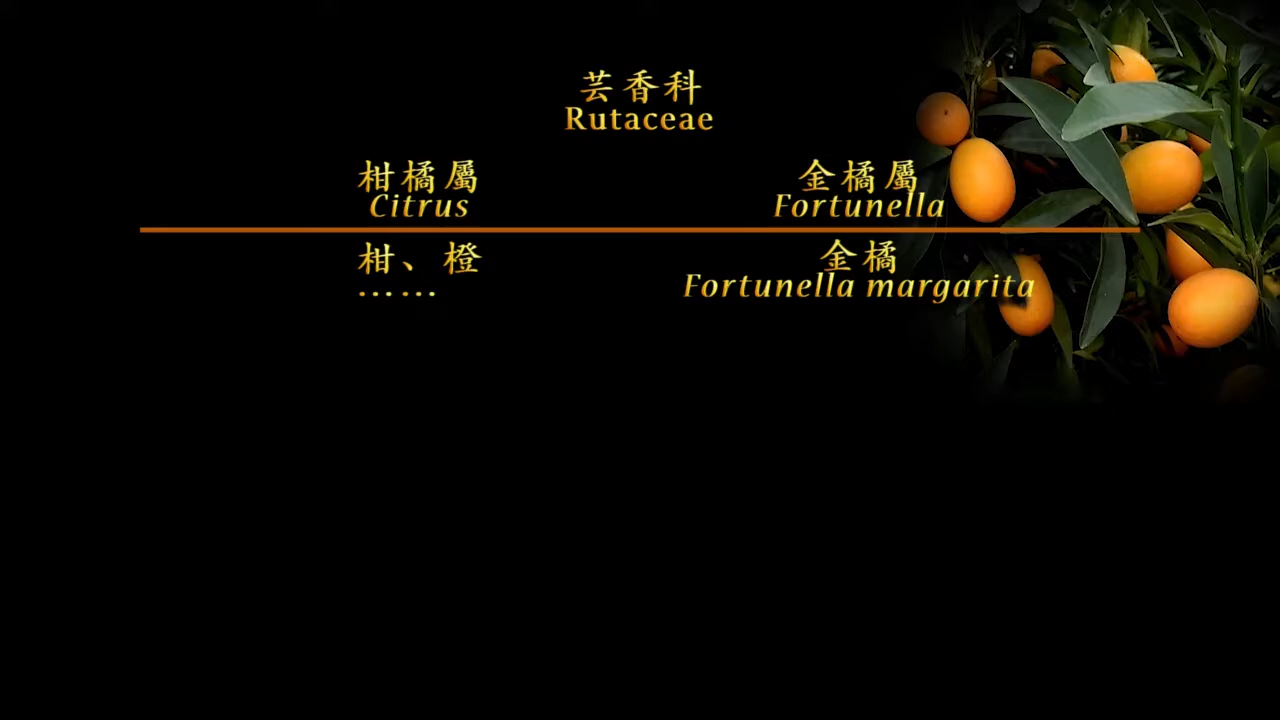 芸香科
Rutaceae
柑橘屬
Citrus
金橘屬
Fortunella
柑、橙
……
金橘
Fortunella margarita